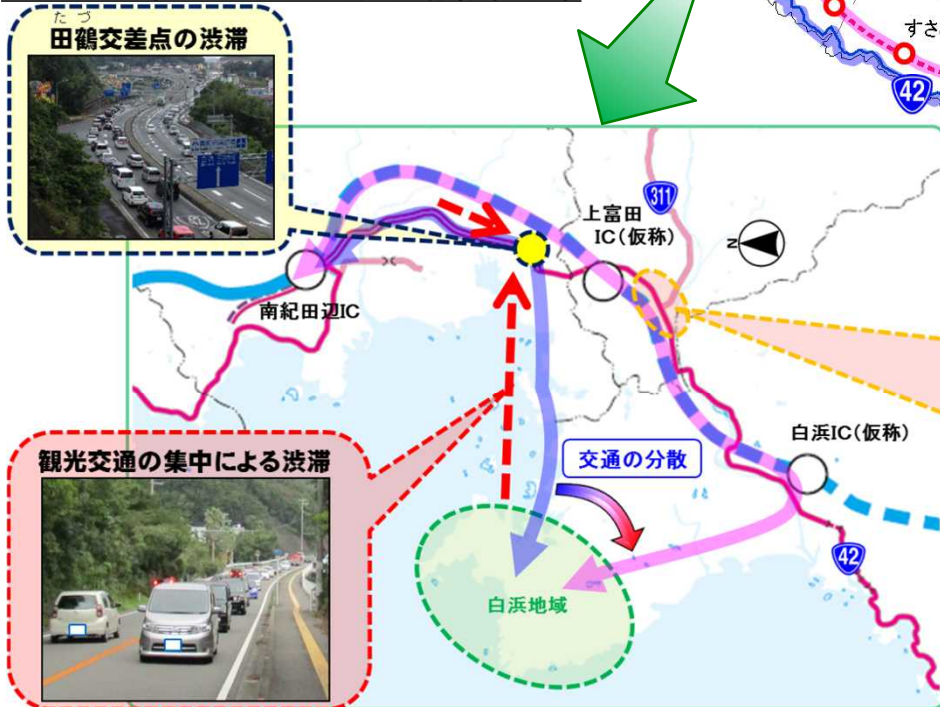 たづ
田鶴交差点の渋滞
すさ
42
311
上富田
IC(仮称)
N
南紀田辺IC
白浜IC(仮称)
観光交通の集中による渋滞
交通の分散
42
白浜地域